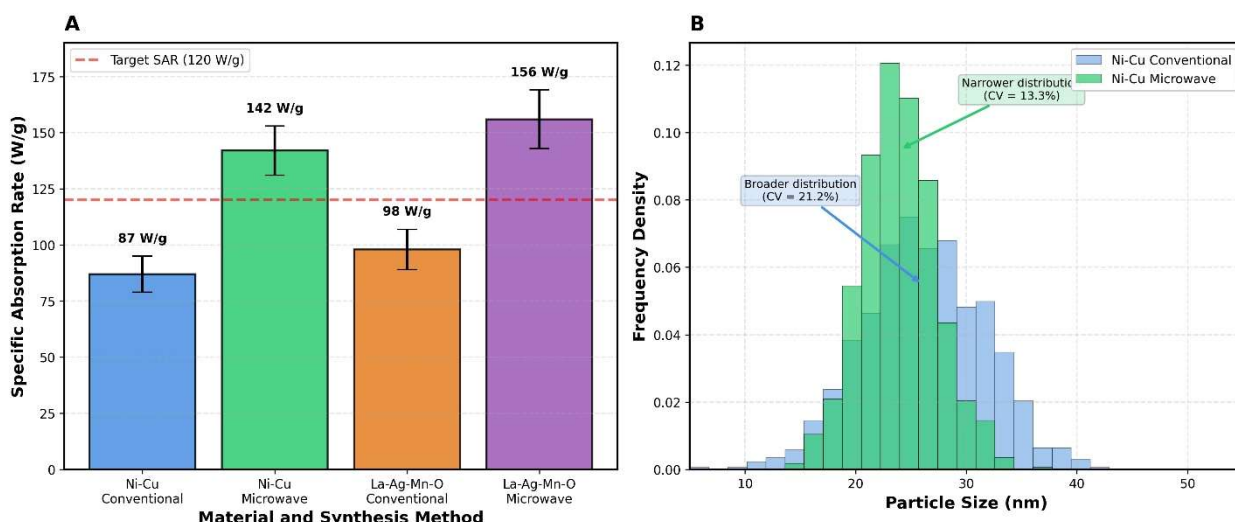 A
Target SAR (120 W/g)
87 W/g
142 W/g
98 W/g
156 W/g
Specific Absorption Rate (W/g)
175
150
125
100
75
50
25
0
Ni-Cu
Conventional
Ni-Cu
Microwave
La-Ag-Mn-O
Conventional
La-Ag-Mn-O
Microwave
Material and Synthesis Method
B
Ni-Cu Conventional
Ni-Cu Microwave
Narrower
(CV = 13.3%)
Broader distribution
(CV = 21.2%)
Frequency Density
0.12
0.10
0.08
0.06
0.04
0.02
0.00
10
20
30
40
50
Particle Size (nm)